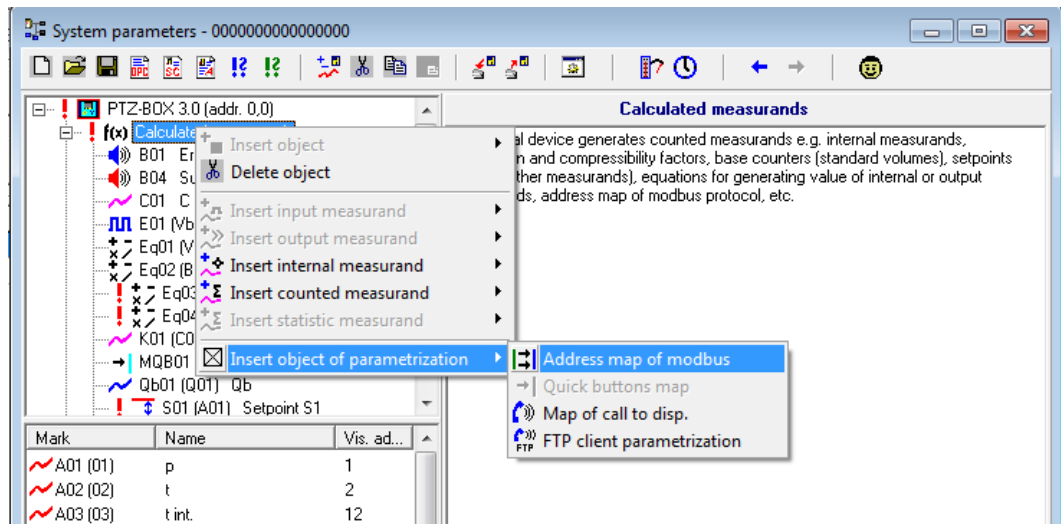 System parameters - 0000000000000000
PTZ-BOX 3.0 (addr. 0,0)
f(x) Calculate
B01 Er
B04 Su
C01 C
E01 (Vb
Eq01 (V
Eq02 (B
Eq03
Eq04
K01 (C0
MQB01
Qb01 (Q01) Qb
S01 (A01) Setpoint S1
Insert object
Delete object
Insert input measurand
Insert output measurand
Insert internal measurand
Insert counted measurand
Insert statistic measurand
Insert object of parametrization
Address map of modbus
Quick buttons map
Map of call to disp.
FTP client parametrization
Calculated measurands
al device generates counted measurands e.g. internal measurands,
n and compressibility factors, base counters (standard volumes), setpoints
ther measurands), equations for generating value of internal or output
ds, address map of modbus protocol, etc.
Mark Name Vis. ad...
A01 (01) p 1
A02 (02) t 2
A03 (03) t int. 12